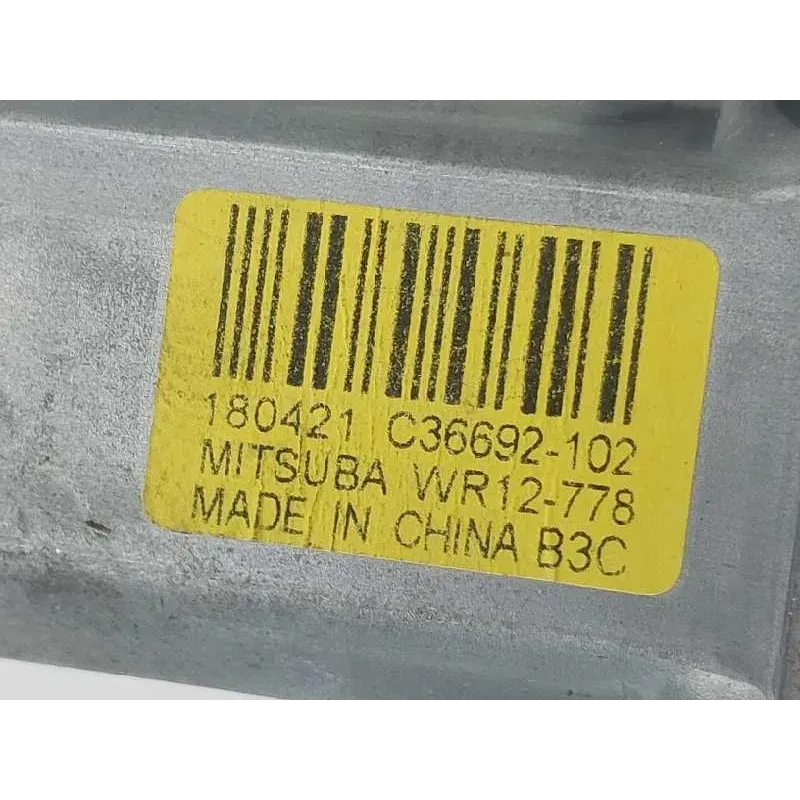 180421 C36692-102
MITSUBA WR12-778
MADE IN CHINA B3C